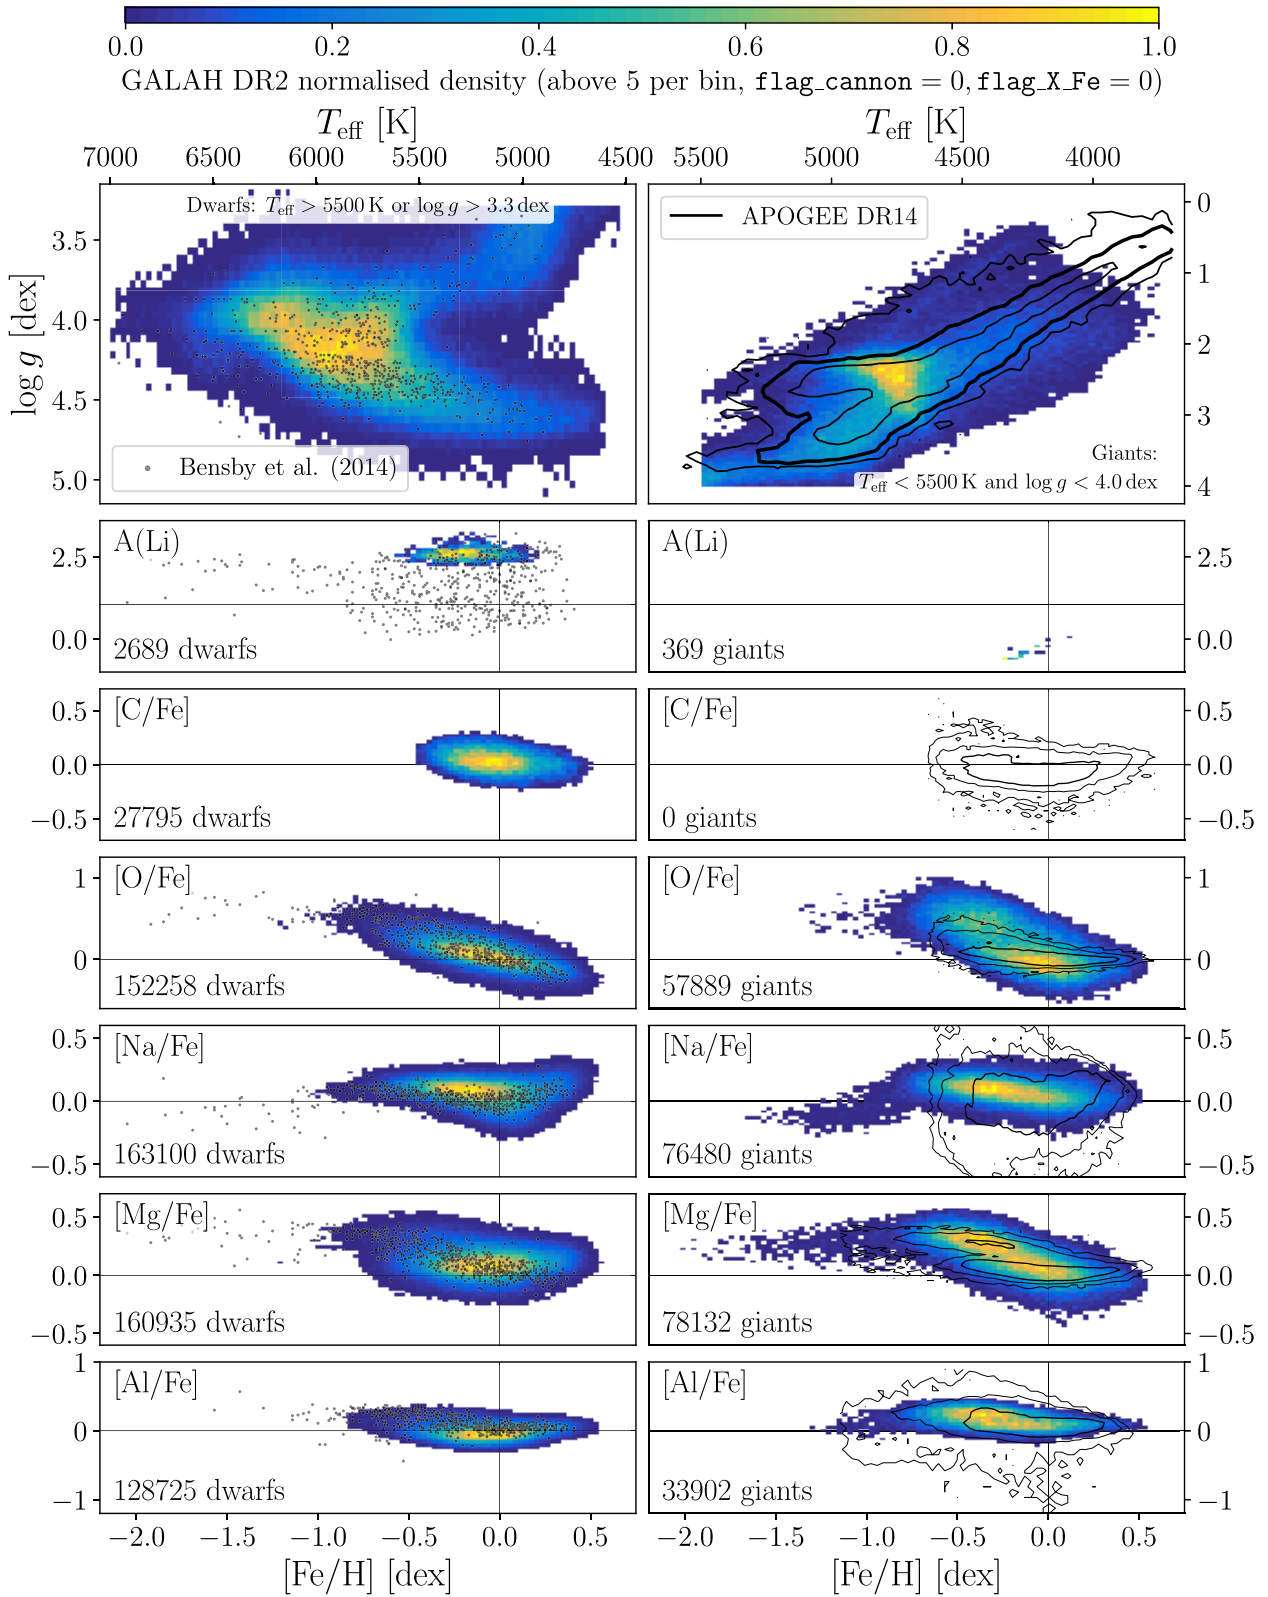 0.0 0.2 0.4 0.6 0.8 1.0
GALAH DR2 normalised density (above 5 per bin, flag_cannon = 0, flag_X_Fe = 0)
T_eff [K] T_eff [K]
7000 6500 6000 5500 5000 4500 5500 5000 4500 4000
Dwarfs: T_eff > 5500 K or log g > 3.3 dex
APOGEE DR14
log g [dex]
3.5 4.0 4.5 5.0
0 1 2 3 4
Bensby et al. (2014)
Giants:
T_eff < 5500 K and log g < 4.0 dex
A(Li) A(Li)
2.5 2.5
0.0 0.0
2689 dwarfs 369 giants
[C/Fe] [C/Fe]
0.5 0.5
0.0 0.0
−0.5 −0.5
27795 dwarfs 0 giants
[O/Fe] [O/Fe]
1 1
0 0
152258 dwarfs 57889 giants
[Na/Fe] [Na/Fe]
0.5 0.5
0.0 0.0
−0.5 −0.5
163100 dwarfs 76480 giants
[Mg/Fe] [Mg/Fe]
0.5 0.5
0.0 0.0
−0.5 −0.5
160935 dwarfs 78132 giants
[Al/Fe] [Al/Fe]
1 1
0 0
−1 −1
128725 dwarfs 33902 giants
−2.0 −1.5 −1.0 −0.5 0.0 0.5 −2.0 −1.5 −1.0 −0.5 0.0 0.5
[Fe/H] [dex] [Fe/H] [dex]